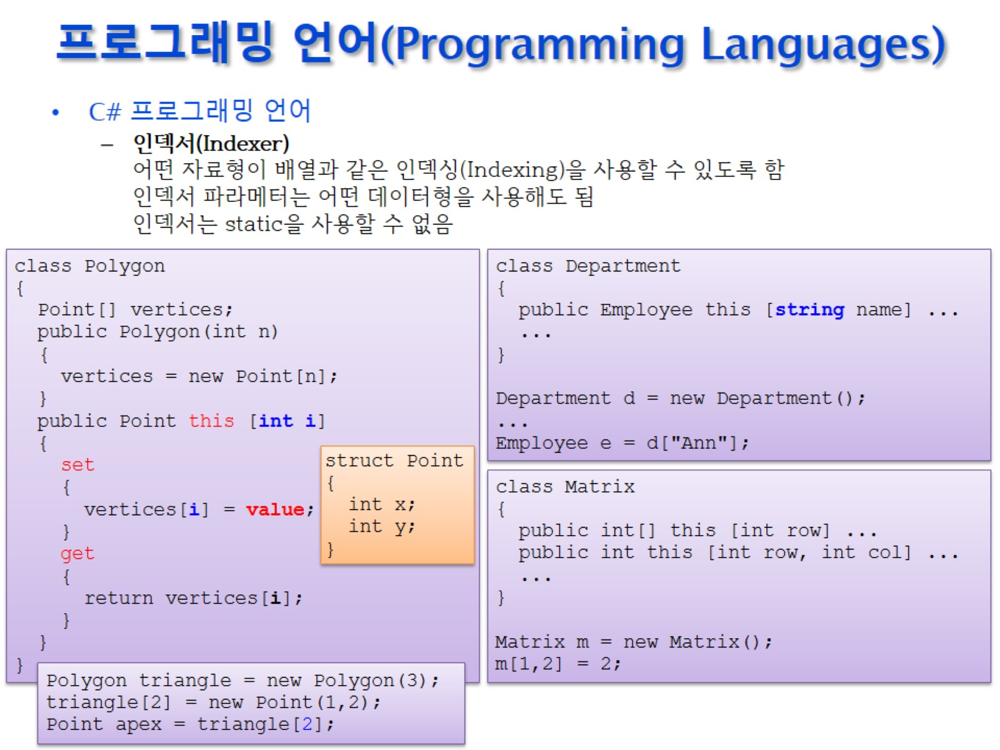 프로그래밍 언어(Programming Languages)
• C# 프로그래밍 언어
– 인덱서(Indexer)
어떤 자료형이 배열과 같은 인덱싱(Indexing)을 사용할 수 있도록 함
인덱서 파라메터는 어떤 데이터형을 사용해도 됨
인덱서는 static을 사용할 수 없음
class Polygon
{
  Point[] vertices;
  public Polygon(int n)
  {
    vertices = new Point[n];
  }
  public Point this [int i]
  {
    set
    {
      vertices[i] = value;
    }
    get
    {
      return vertices[i];
    }
  }
}
struct Point
{
  int x;
  int y;
}
Polygon triangle = new Polygon(3);
triangle[2] = new Point(1,2);
Point apex = triangle[2];
class Department
{
  public Employee this [string name] ...
  ...
}
Department d = new Department();
...
Employee e = d["Ann"];
class Matrix
{
  public int[] this [int row] ...
  public int this [int row, int col] ...
  ...
}
Matrix m = new Matrix();
m[1,2] = 2;